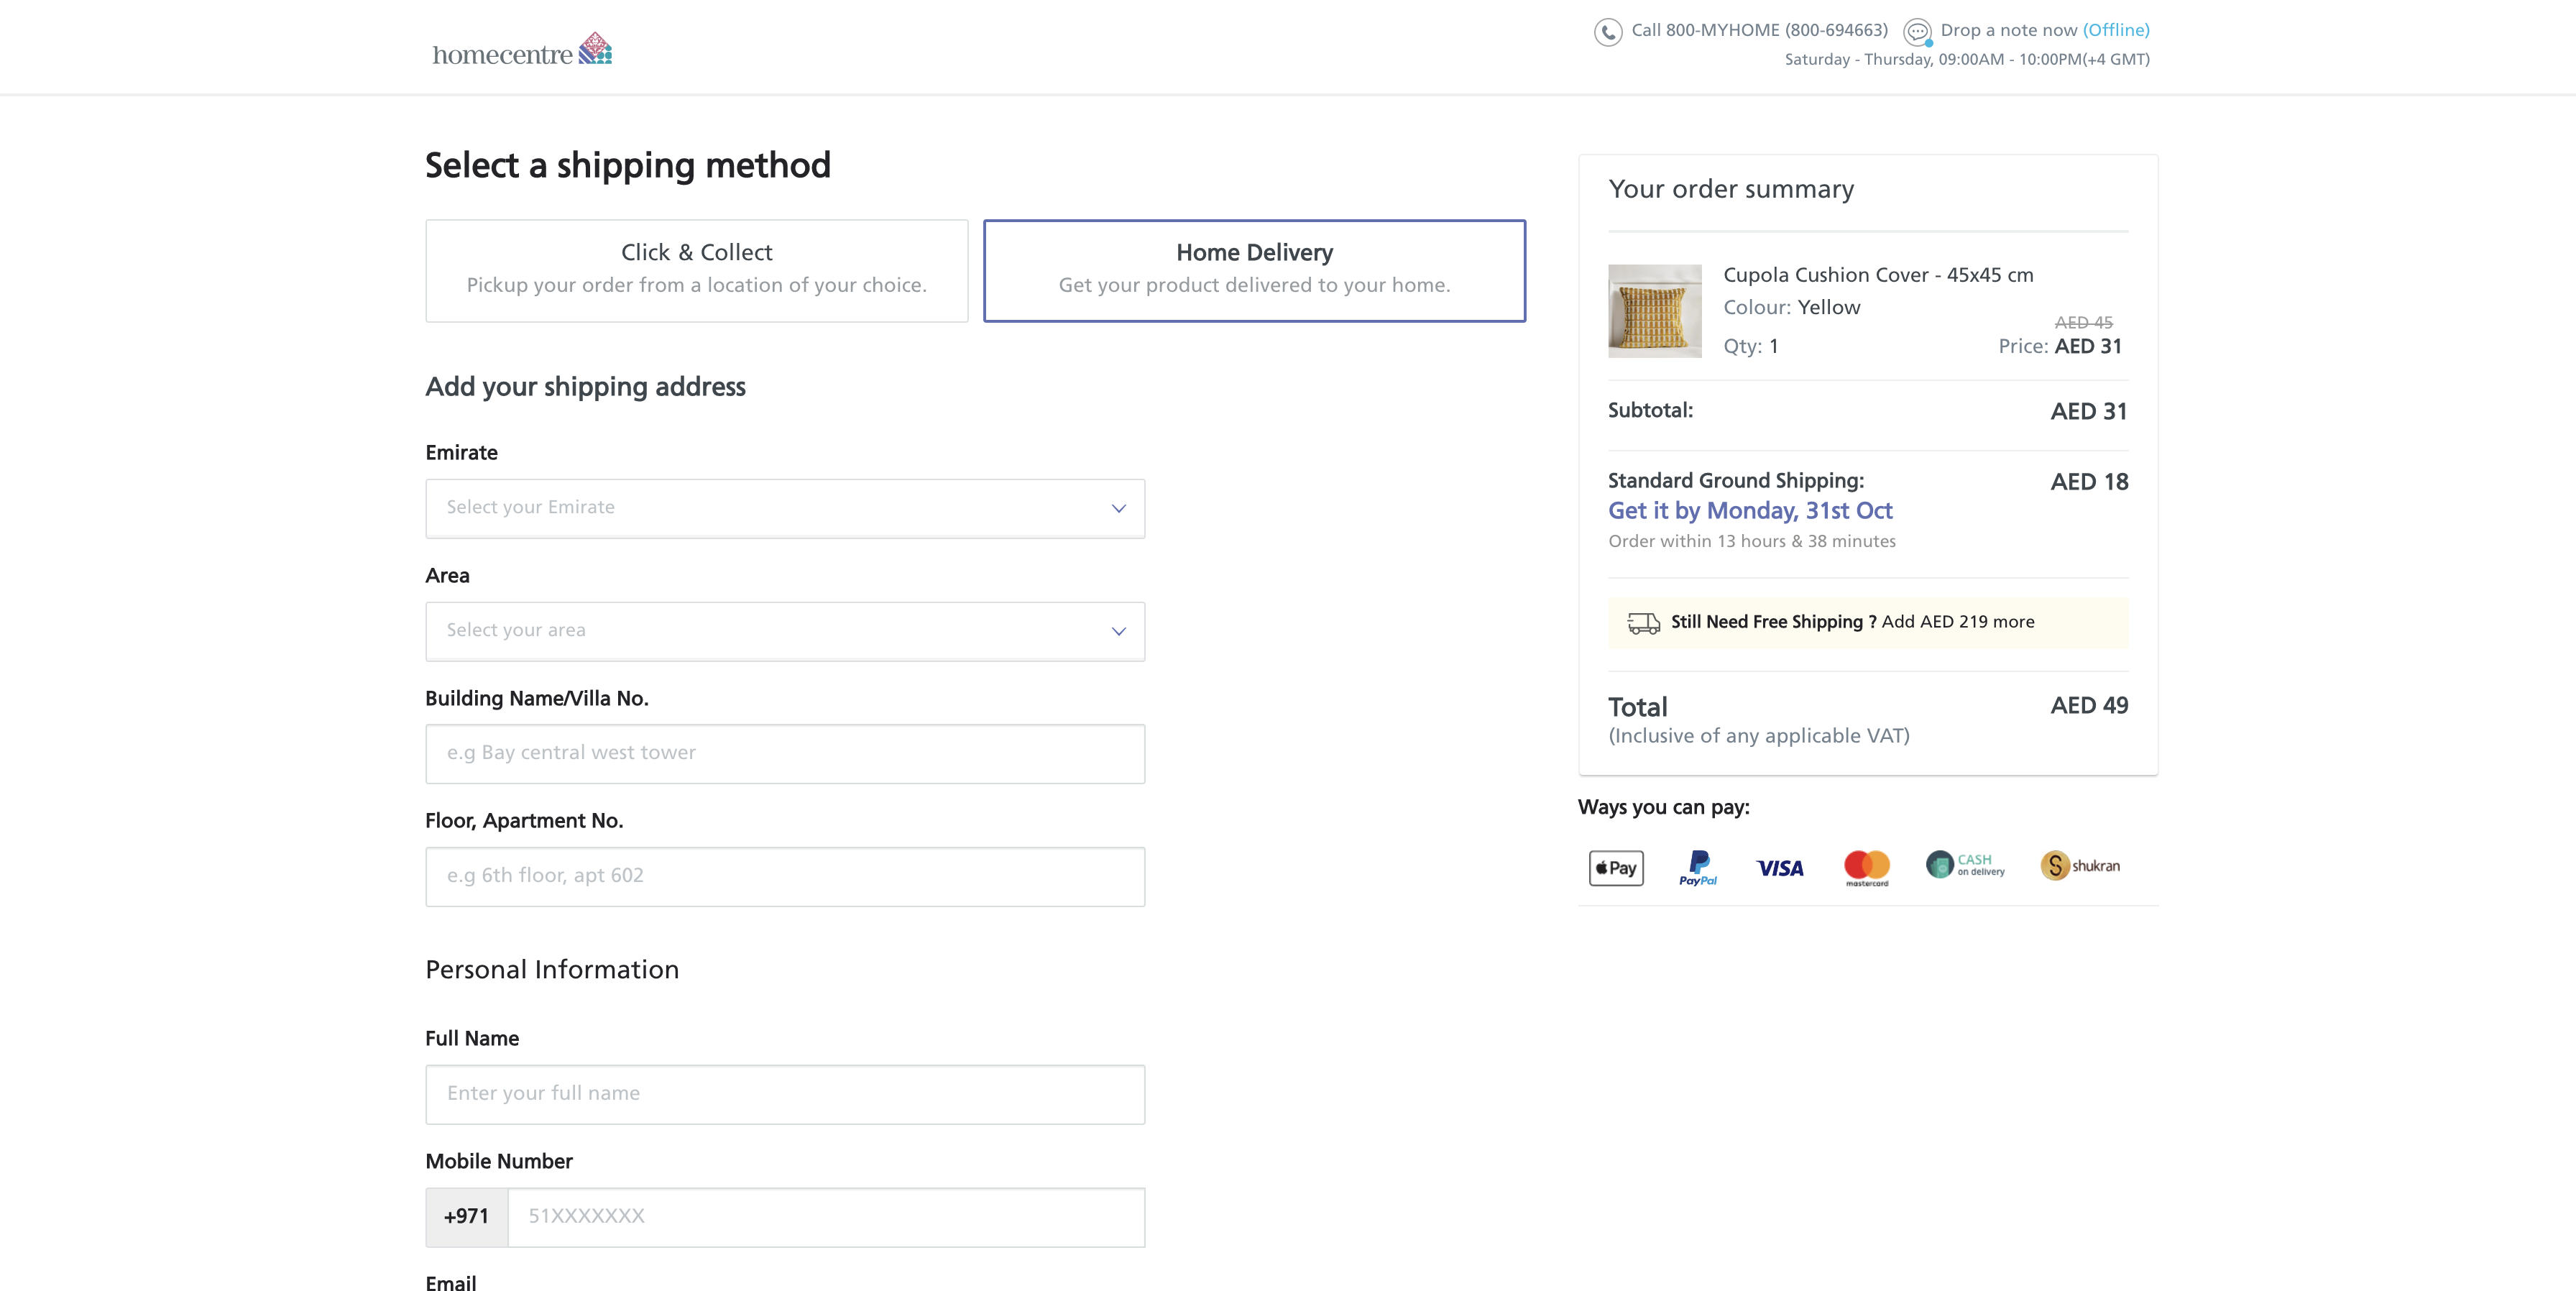 homecentre
Call 800-MYHOME (800-694663)
Drop a note now (Offline)
Saturday - Thursday, 09:00AM - 10:00PM(+4 GMT)
Select a shipping method
Click & Collect
Pickup your order from a location of your choice.
Home Delivery
Get your product delivered to your home.
Add your shipping address
Emirate
Select your Emirate
Area
Select your area
Building Name/Villa No.
e.g Bay central west tower
Floor, Apartment No.
e.g 6th floor, apt 602
Personal Information
Full Name
Enter your full name
Mobile Number
+971 51XXXXXXX
Email
Your order summary
Cupola Cushion Cover - 45x45 cm
Colour: Yellow
AED 45
Qty: 1 Price: AED 31
Subtotal: AED 31
Standard Ground Shipping: AED 18
Get it by Monday, 31st Oct
Order within 13 hours & 38 minutes
Still Need Free Shipping ? Add AED 219 more
Total AED 49
(Inclusive of any applicable VAT)
Ways you can pay:
Pay
PayPal
VISA
mastercard
CASH
on delivery
S shukran